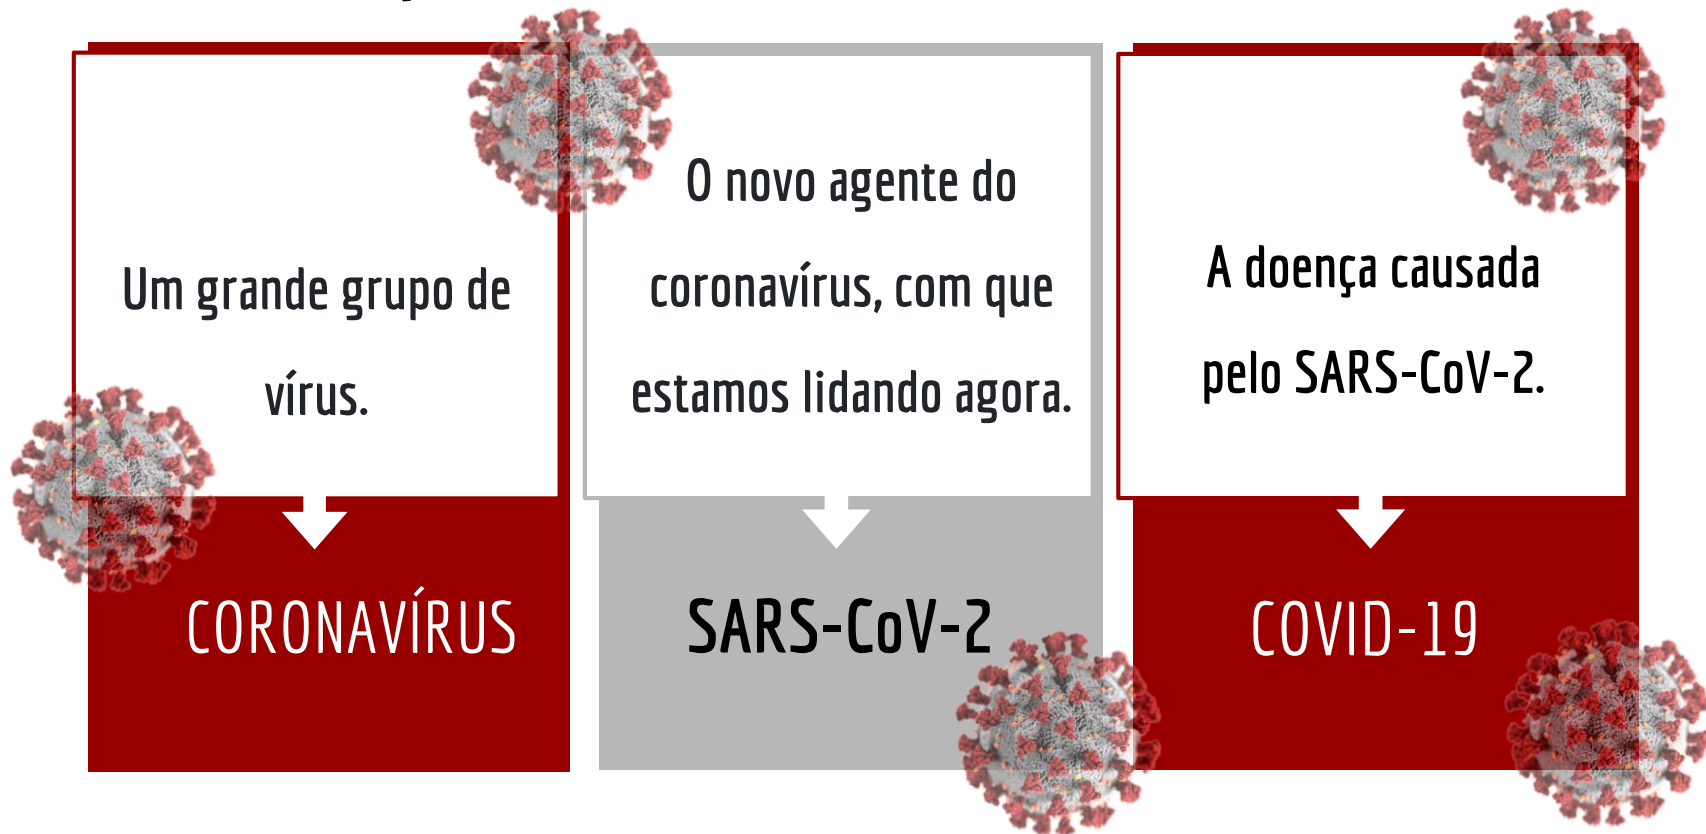 Um grande grupo de
vírus.
CORONAVÍRUS
O novo agente do
coronavírus, com que
estamos lidando agora.
SARS-CoV-2
A doença causada
pelo SARS-CoV-2.
COVID-19